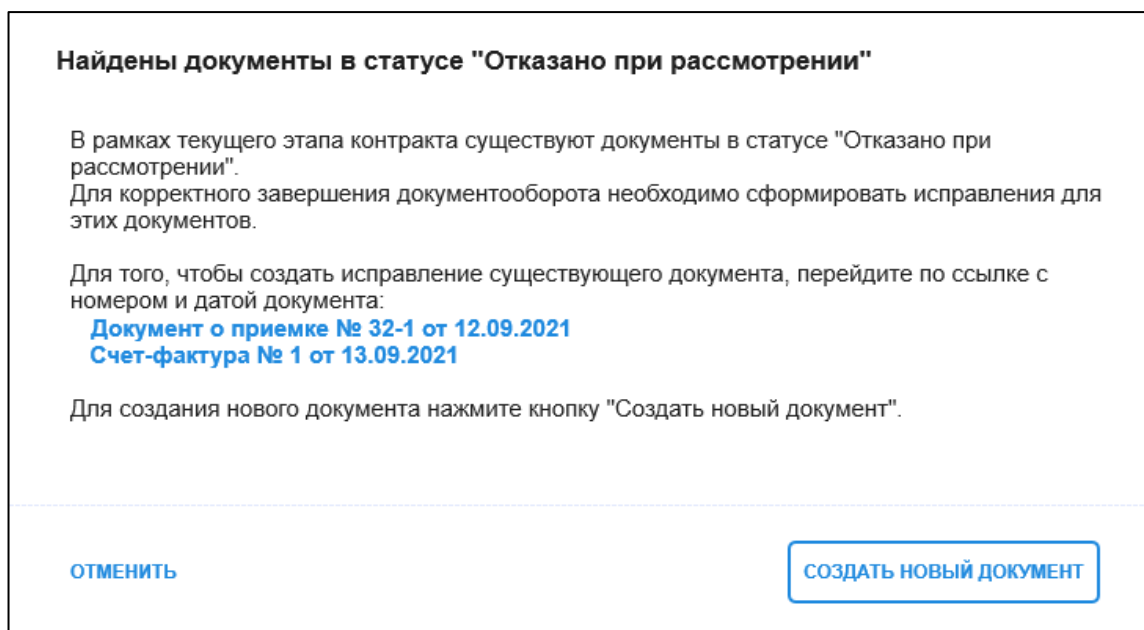 Найдены документы в статусе "Отказано при рассмотрении"
В рамках текущего этапа контракта существуют документы в статусе "Отказано при
рассмотрении".
Для корректного завершения документооборота необходимо сформировать исправления для
этих документов.
Для того, чтобы создать исправление существующего документа, перейдите по ссылке с
номером и датой документа:
Документ о приемке № 32-1 от 12.09.2021
Счет-фактура № 1 от 13.09.2021
Для создания нового документа нажмите кнопку "Создать новый документ".
ОТМЕНИТЬ
СОЗДАТЬ НОВЫЙ ДОКУМЕНТ